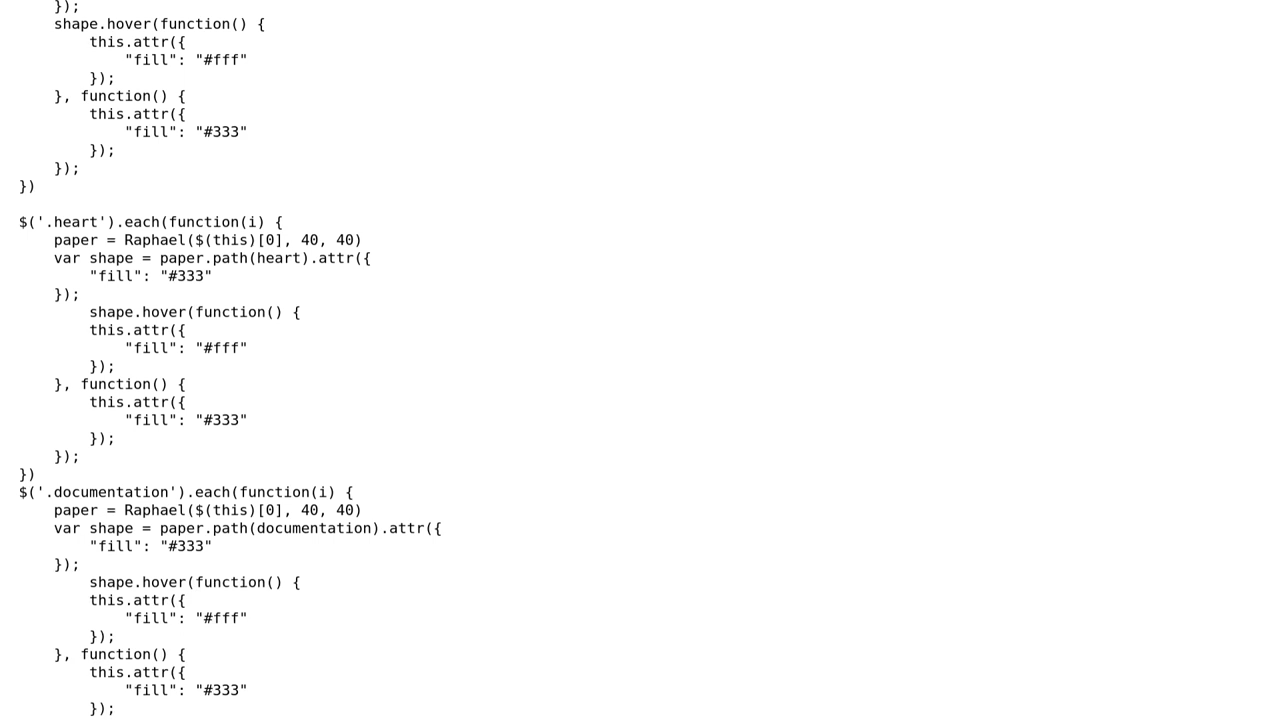 });
    shape.hover(function() {
        this.attr({
            "fill": "#fff"
        });
    }, function() {
        this.attr({
            "fill": "#333"
        });
    });
})

$('.heart').each(function(i) {
    paper = Raphael($(this)[0], 40, 40)
    var shape = paper.path(heart).attr({
        "fill": "#333"
    });
        shape.hover(function() {
        this.attr({
            "fill": "#fff"
        });
    }, function() {
        this.attr({
            "fill": "#333"
        });
    });
})
$('.documentation').each(function(i) {
    paper = Raphael($(this)[0], 40, 40)
    var shape = paper.path(documentation).attr({
        "fill": "#333"
    });
        shape.hover(function() {
        this.attr({
            "fill": "#fff"
        });
    }, function() {
        this.attr({
            "fill": "#333"
        });